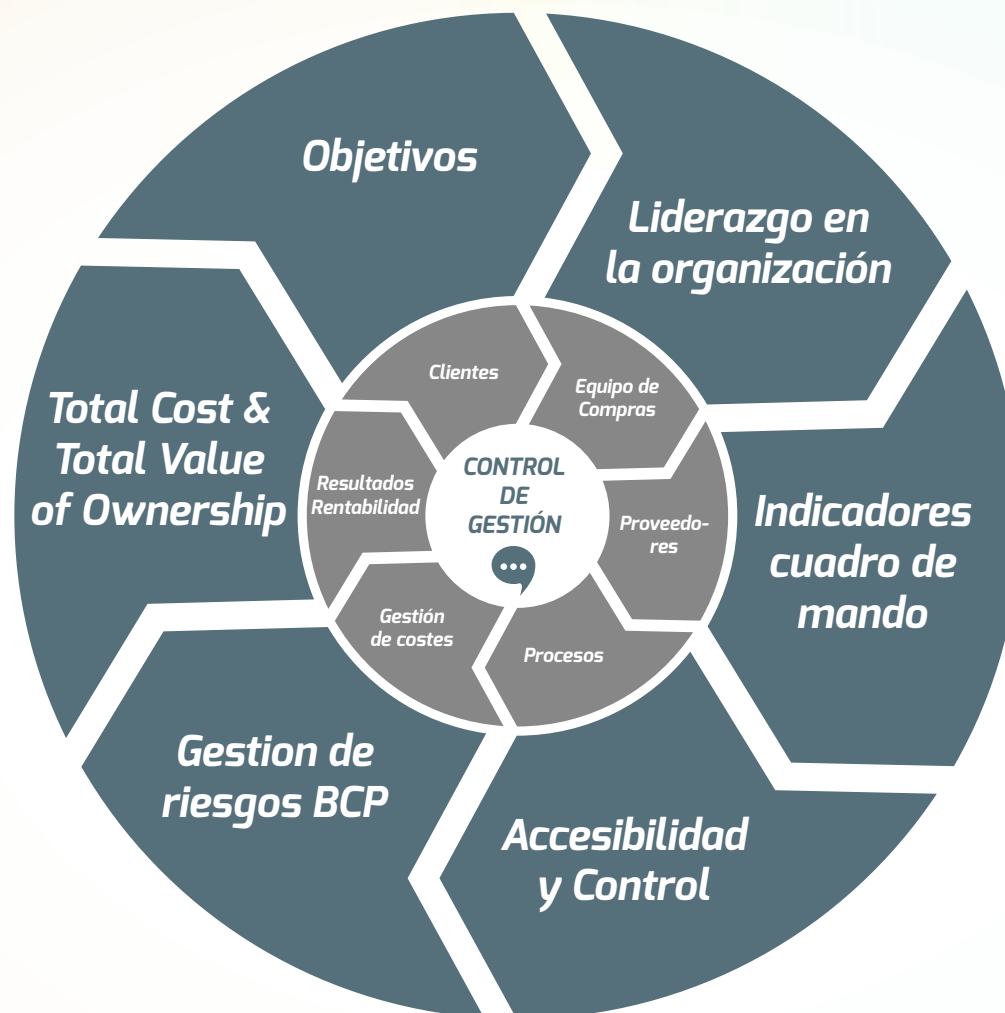 Objetivos
Liderazgo en
la organización
Indicadores
cuadro de
mando
Accesibilidad
y Control
Gestion de
riesgos BCP
Total Cost &
Total Value
of Ownership
Clientes
Equipo de
Compras
Proveedo-
res
Procesos
Gestión
de costes
Resultados
Rentabilidad
CONTROL
DE
GESTIÓN